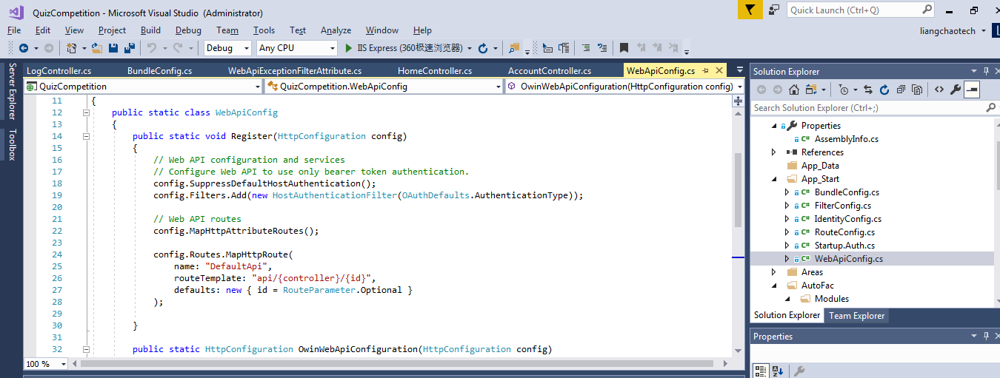 QuizCompetition - Microsoft Visual Studio (Administrator)
Quick Launch (Ctrl+Q)
File Edit View Project Build Debug Team Tools Test Analyze Window Help
liangchaotech
Debug Any CPU IIS Express (360极速浏览器)
Server Explorer
Toolbox
LogController.cs BundleConfig.cs WebApiExceptionFilterAttribute.cs HomeController.cs AccountController.cs WebApiConfig.cs
QuizCompetition QuizCompetition.WebApiConfig OwinWebApiConfiguration(HttpConfiguration config)
11 {
12 public static class WebApiConfig
13 {
14 public static void Register(HttpConfiguration config)
15 {
16 // Web API configuration and services
17 // Configure Web API to use only bearer token authentication.
18 config.SuppressDefaultHostAuthentication();
19 config.Filters.Add(new HostAuthenticationFilter(OAuthDefaults.AuthenticationType));
20
21 // Web API routes
22 config.MapHttpAttributeRoutes();
23
24 config.Routes.MapHttpRoute(
25 name: "DefaultApi",
26 routeTemplate: "api/{controller}/{id}",
27 defaults: new { id = RouteParameter.Optional }
28 );
29
30 }
31
32 public static HttpConfiguration OwinWebApiConfiguration(HttpConfiguration config)
100 %
Solution Explorer
Search Solution Explorer (Ctrl+;)
Properties
C# AssemblyInfo.cs
References
App_Data
App_Start
C# BundleConfig.cs
C# FilterConfig.cs
C# IdentityConfig.cs
C# RouteConfig.cs
C# Startup.Auth.cs
C# WebApiConfig.cs
Areas
AutoFac
Modules
Solution Explorer Team Explorer
Properties